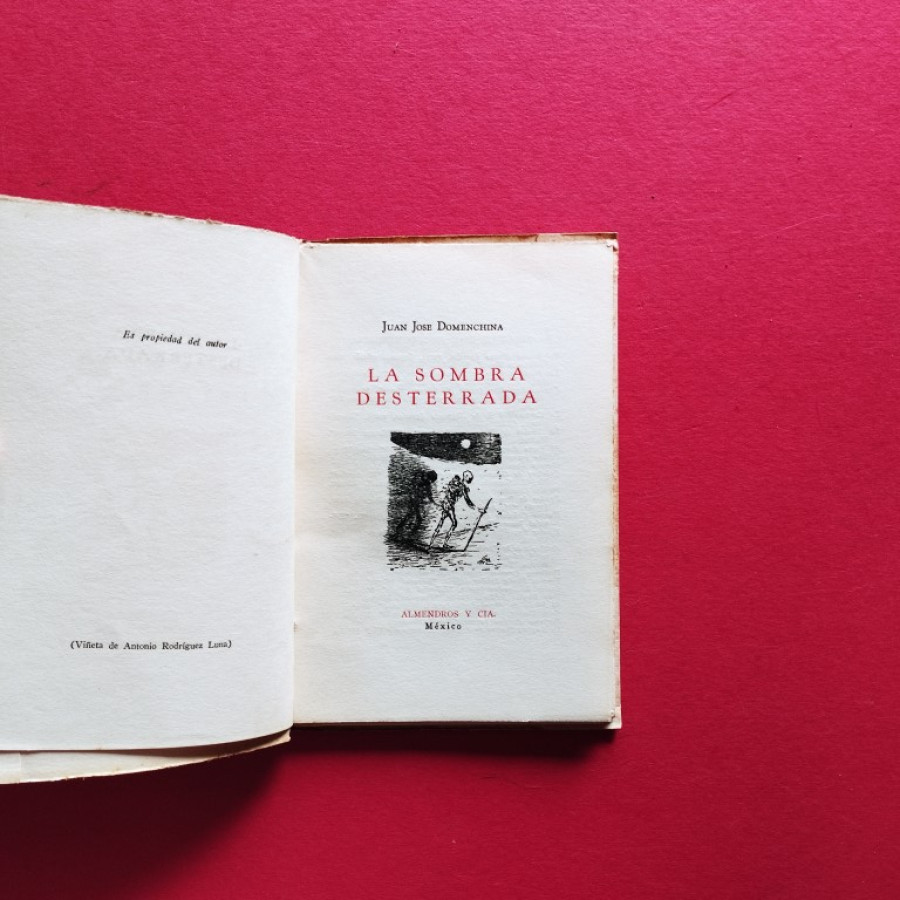 Es propiedad del autor
(Viñeta de Antonio Rodríguez Luna)
Juan Jose Domenchina
LA SOMBRA
DESTERRADA
ALMENDROS Y CIA.
México